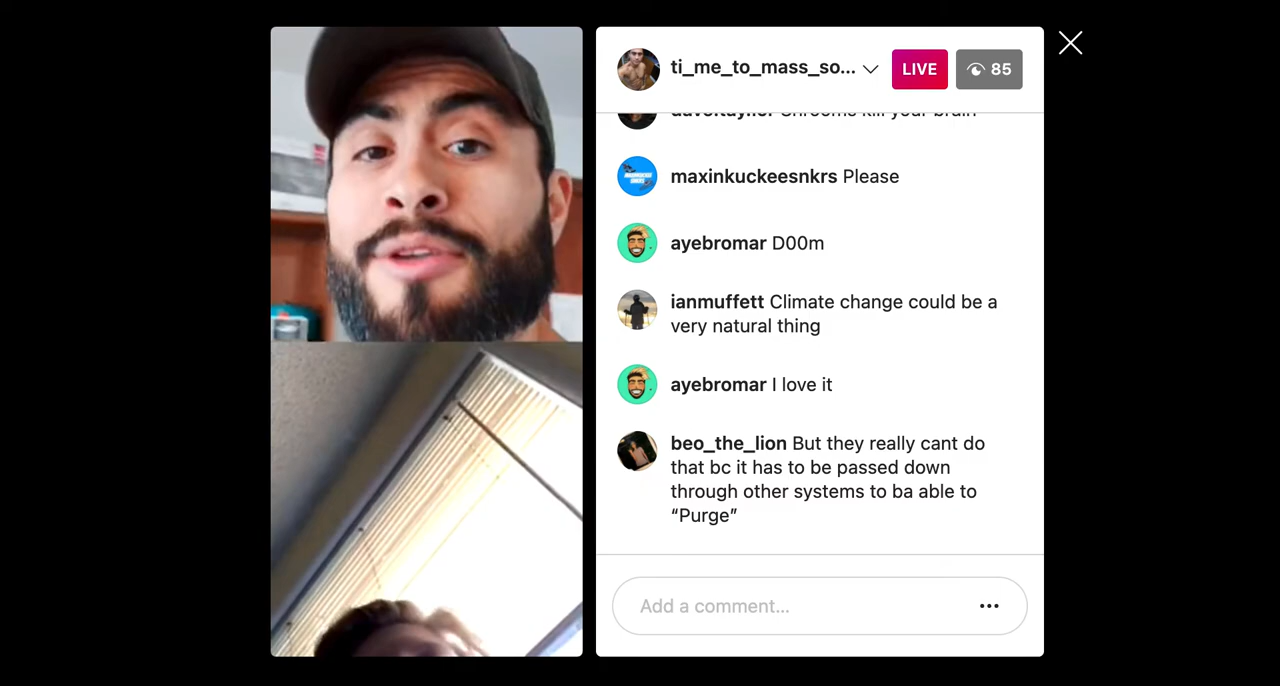 ti_me_to_mass_so...
LIVE
85
maxinkuckeesnkrs Please
ayebromar D00m
ianmuffett Climate change could be a
very natural thing
ayebromar I love it
beo_the_lion But they really cant do
that bc it has to be passed down
through other systems to ba able to
“Purge”
Add a comment...